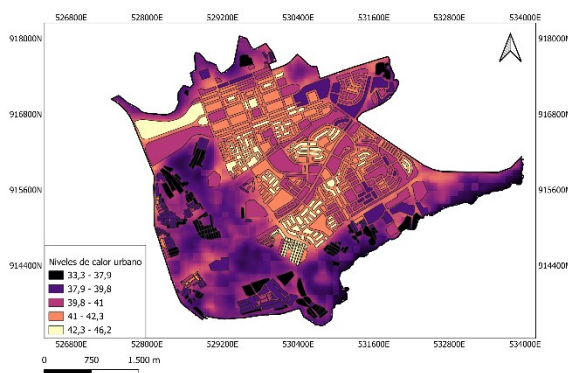 526800E 528000E 529200E 530400E 531600E 532800E 534000E
918000N 918000N
916800N 916800N
915600N 915600N
914400N 914400N
Niveles de calor urbano
33,3 - 37,9
37,9 - 39,8
39,8 - 41
41 - 42,3
42,3 - 46,2
526800E 528000E 529200E 530400E 531600E 532800E 534000E
0 750 1.500 m